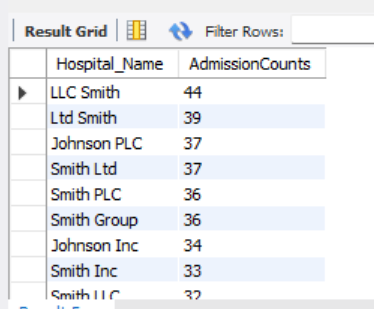 Result Grid Filter Rows:
Hospital_Name AdmissionCounts
LLC Smith 44
Ltd Smith 39
Johnson PLC 37
Smith Ltd 37
Smith PLC 36
Smith Group 36
Johnson Inc 34
Smith Inc 33
Smith LLC 32